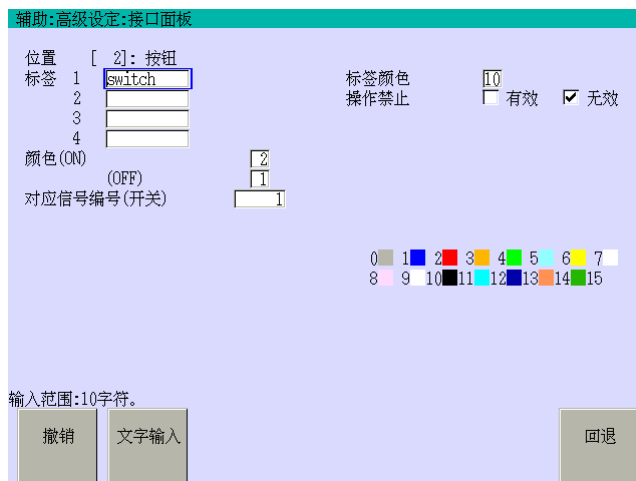 辅助:高级设定:接口面板
位置 [ 2]: 按钮
标签 1 switch 标签颜色 10
2 操作禁止 有效 无效
3
4
颜色(ON) 2
(OFF) 1
对应信号编号(开关) 1
0 1 2 3 4 5 6 7
8 9 10 11 12 13 14 15
输入范围:10字符。
撤销 文字输入 回退